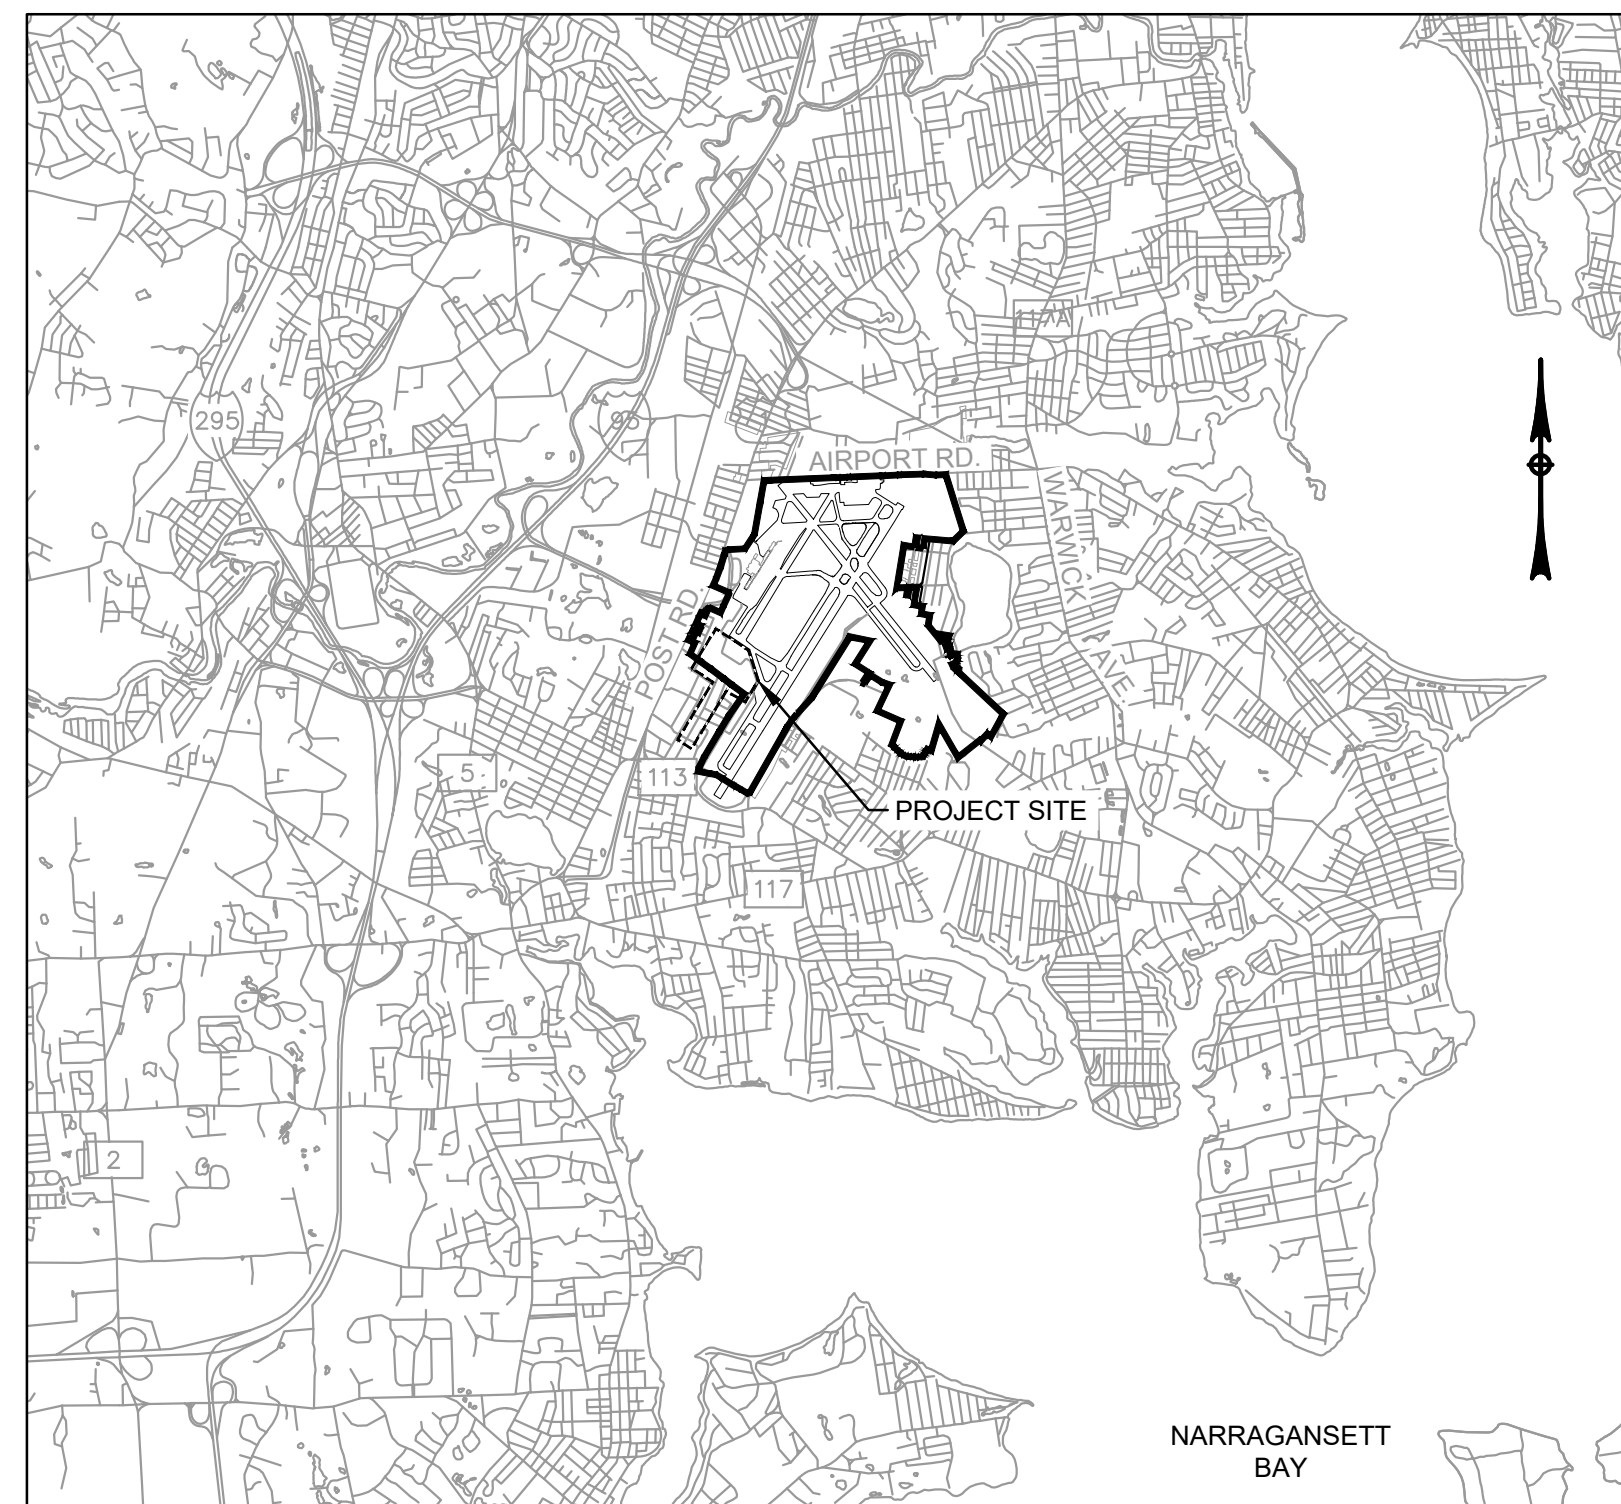 117A
295
95
AIRPORT RD.
WARWICK AVE.
POST RD.
5
113
PROJECT SITE
117
2
NARRAGANSETT
BAY